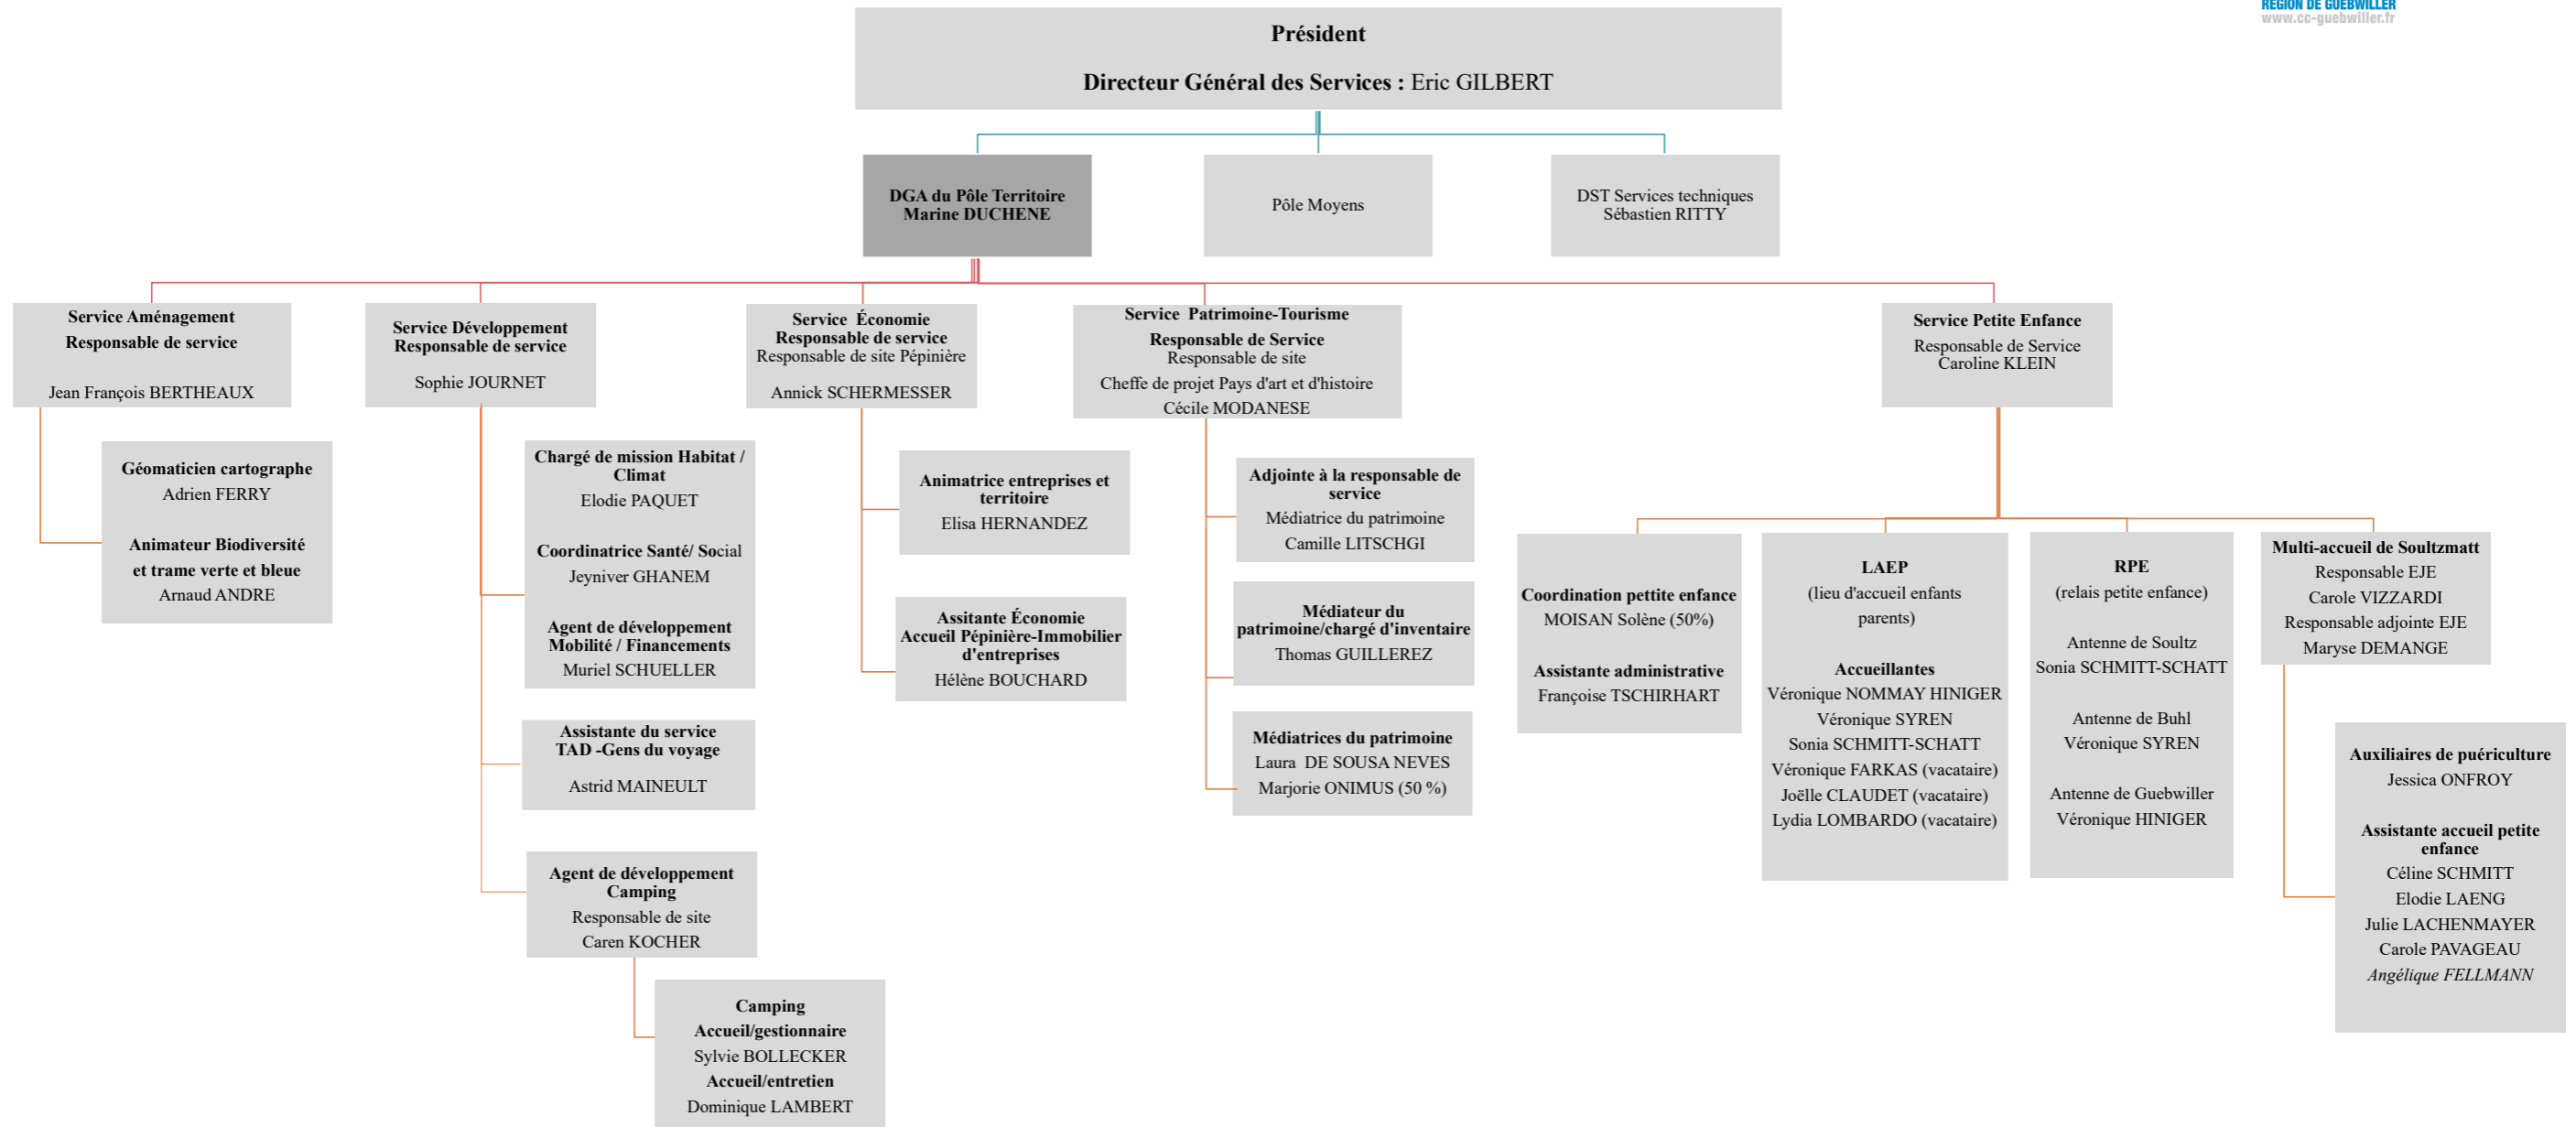 RÉGION DE GUEBWILLER
www.cc-guebwiller.fr
Président
Directeur Général des Services : Eric GILBERT
DGA du Pôle Territoire
Marine DUCHENE
Pôle Moyens
DST Services techniques
Sébastien RITTY
Service Aménagement
Responsable de service
Jean François BERTHEAUX
Géomaticien cartographe
Adrien FERRY
Animateur Biodiversité
et trame verte et bleue
Arnaud ANDRE
Service Développement
Responsable de service
Sophie JOURNET
Chargé de mission Habitat /
Climat
Elodie PAQUET
Coordinatrice Santé/ Social
Jeyniver GHANEM
Agent de développement
Mobilité / Financements
Muriel SCHUELLER
Assistante du service
TAD -Gens du voyage
Astrid MAINEULT
Agent de développement
Camping
Responsable de site
Caren KOCHER
Camping
Accueil/gestionnaire
Sylvie BOLLECKER
Accueil/entretien
Dominique LAMBERT
Service Économie
Responsable de service
Responsable de site Pépinière
Annick SCHERMESSER
Animatrice entreprises et
territoire
Elisa HERNANDEZ
Assitante Économie
Accueil Pépinière-Immobilier
d'entreprises
Hélène BOUCHARD
Service Patrimoine-Tourisme
Responsable de Service
Responsable de site
Cheffe de projet Pays d'art et d'histoire
Cécile MODANESE
Adjointe à la responsable de
service
Médiatrice du patrimoine
Camille LITSCHGI
Médiateur du
patrimoine/chargé d'inventaire
Thomas GUILLEREZ
Médiatrices du patrimoine
Laura DE SOUSA NEVES
Marjorie ONIMUS (50 %)
Service Petite Enfance
Responsable de Service
Caroline KLEIN
Coordination pettite enfance
MOISAN Solène (50%)
Assistante administrative
Françoise TSCHIRHART
LAEP
(lieu d'accueil enfants
parents)
Accueillantes
Véronique NOMMAY HINIGER
Véronique SYREN
Sonia SCHMITT-SCHATT
Véronique FARKAS (vacataire)
Joëlle CLAUDET (vacataire)
Lydia LOMBARDO (vacataire)
RPE
(relais petite enfance)
Antenne de Soultz
Sonia SCHMITT-SCHATT
Antenne de Buhl
Véronique SYREN
Antenne de Guebwiller
Véronique HINIGER
Multi-accueil de Soultzmatt
Responsable EJE
Carole VIZZARDI
Responsable adjointe EJE
Maryse DEMANGE
Auxiliaires de puériculture
Jessica ONFROY
Assistante accueil petite
enfance
Céline SCHMITT
Elodie LAENG
Julie LACHENMAYER
Carole PAVAGEAU
Angélique FELLMANN